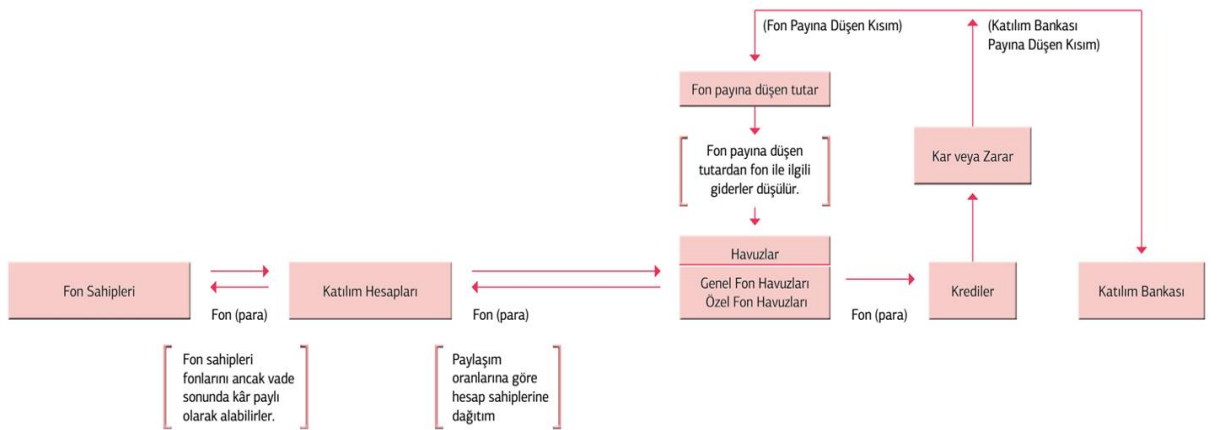 (Fon Payına Düşen Kısım)
(Katılım Bankası
Payına Düşen Kısım)
Fon payına düşen tutar
Fon payına düşen
tutardan fon ile ilgili
giderler düşülür.
Kar veya Zarar
Havuzlar
Genel Fon Havuzları
Özel Fon Havuzları
Fon Sahipleri
Katılım Hesapları
Krediler
Katılım Bankası
Fon (para)
Fon (para)
Fon (para)
Fon sahipleri
fonlarını ancak vade
sonunda kâr paylı
olarak alabilirler.
Paylaşım
oranlarına göre
hesap sahiplerine
dağıtım